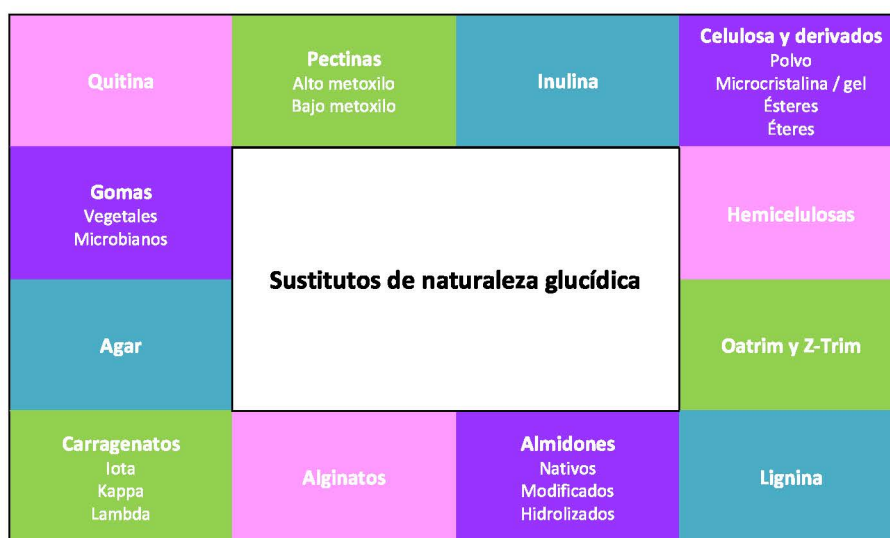 Quitina
Pectinas
Alto metoxilo
Bajo metoxilo
Inulina
Celulosa y derivados
Polvo
Microcristalina / gel
Ésteres
Éteres
Gomas
Vegetales
Microbianos
Sustitutos de naturaleza glucídica
Hemicelulosas
Agar
Oatrim y Z-Trim
Carragenatos
Iota
Kappa
Lambda
Alginatos
Almidones
Nativos
Modificados
Hidrolizados
Lignina